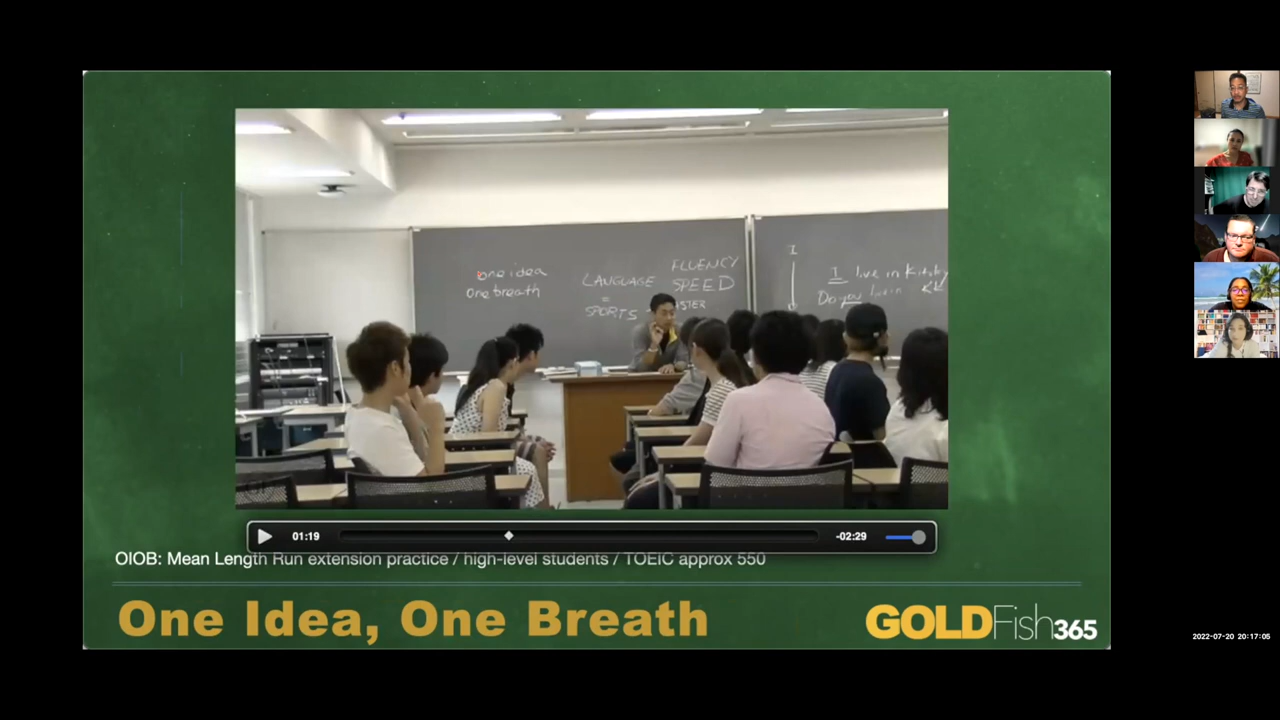 one idea
one breath
LANGUAGE
=
SPORTS
FLUENCY
SPEED
I
I live in
Do you live in
01:19
-02:29
OIOB: Mean Length Run extension practice / high-level students / TOEIC approx 550
One Idea, One Breath
GOLDFish365
2022-07-20 20:17:05